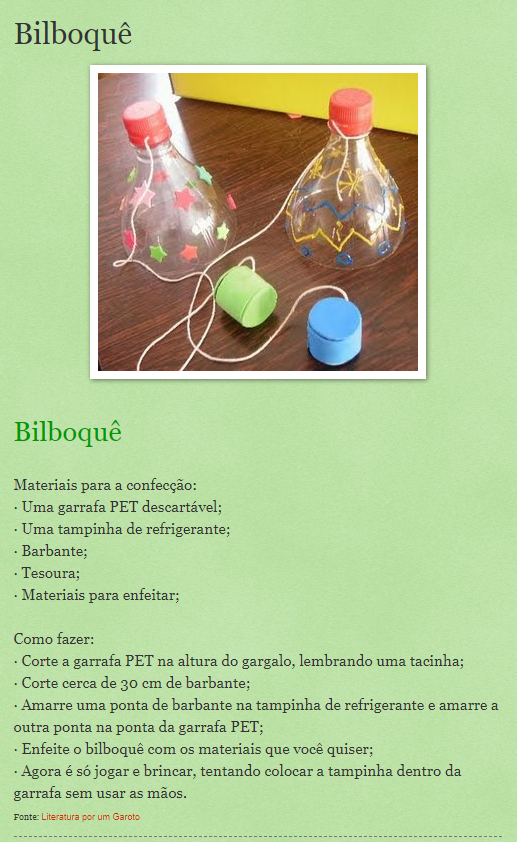 Bilboquê
Bilboquê
Materiais para a confecção:
· Uma garrafa PET descartável;
· Uma tampinha de refrigerante;
· Barbante;
· Tesoura;
· Materiais para enfeitar;
Como fazer:
· Corte a garrafa PET na altura do gargalo, lembrando uma tacinha;
· Corte cerca de 30 cm de barbante;
· Amarre uma ponta de barbante na tampinha de refrigerante e amarre a
outra ponta na ponta da garrafa PET;
· Enfeite o bilboquê com os materiais que você quiser;
· Agora é só jogar e brincar, tentando colocar a tampinha dentro da
garrafa sem usar as mãos.
Fonte: Literatura por um Garoto